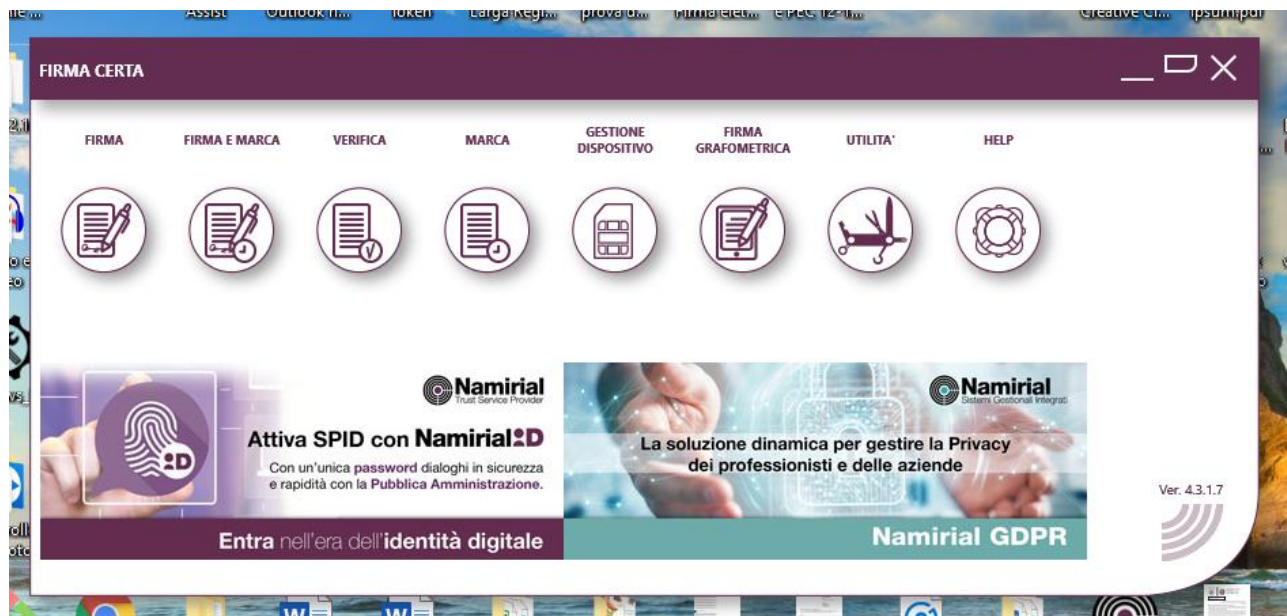 Assist
Token
FIRMA CERTA
FIRMA
FIRMA E MARCA
VERIFICA
MARCA
GESTIONE
DISPOSITIVO
FIRMA
GRAFOMETRICA
UTILITA'
HELP
Namirial
Trust Service Provider
Attiva SPID con Namirial:D
Con un'unica password dialoghi in sicurezza
e rapidità con la Pubblica Amministrazione.
Entra nell'era dell'identità digitale
:D
Namirial
Sistemi Gestionali Integrati
La soluzione dinamica per gestire la Privacy
dei professionisti e delle aziende
Namirial GDPR
Ver. 4.3.1.7